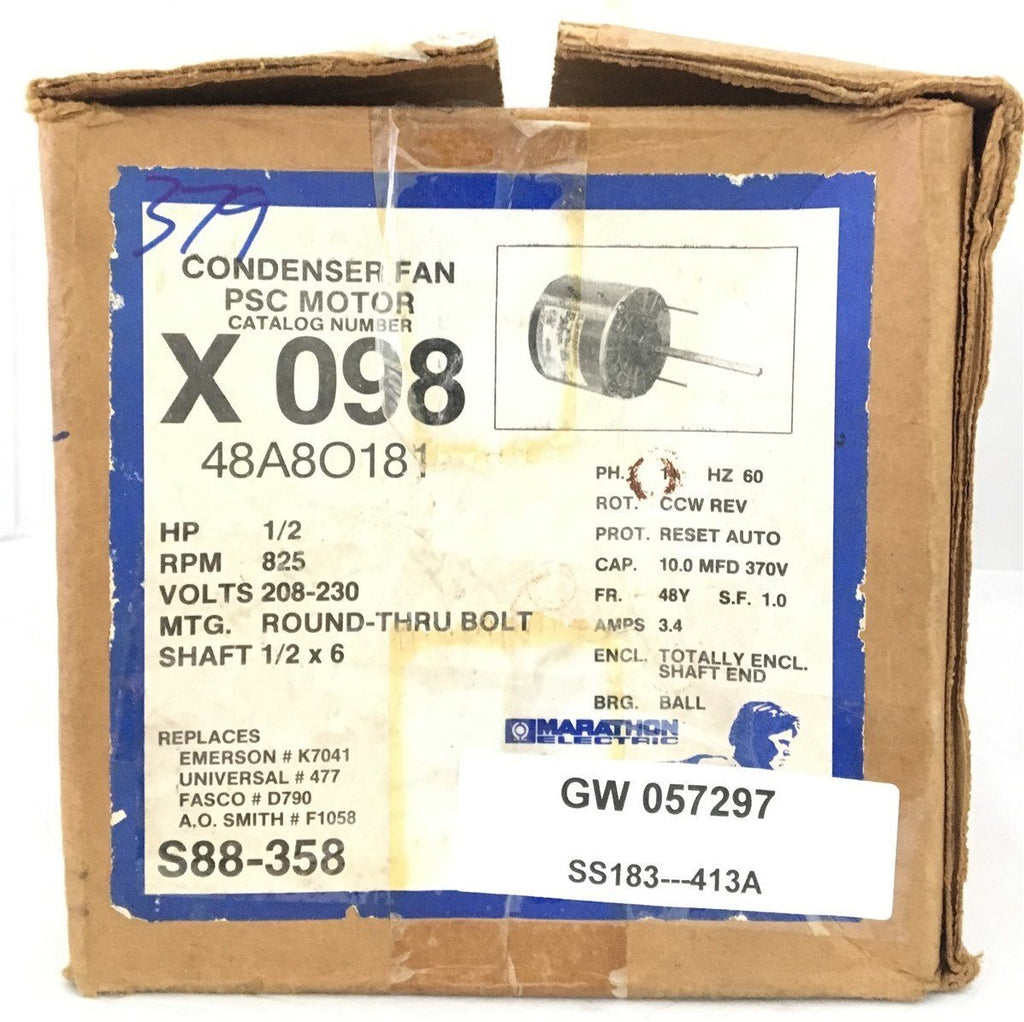 379
CONDENSER FAN
PSC MOTOR
CATALOG NUMBER
X 098
48A8O181
HP 1/2
RPM 825
VOLTS 208-230
MTG. ROUND-THRU BOLT
SHAFT 1/2 x 6
PH. 1 HZ 60
ROT. CCW REV
PROT. RESET AUTO
CAP. 10.0 MFD 370V
FR. 48Y S.F. 1.0
AMPS 3.4
ENCL. TOTALLY ENCL.
SHAFT END
BRG. BALL
MARATHON
ELECTRIC
REPLACES
EMERSON # K7041
UNIVERSAL # 477
FASCO # D790
A.O. SMITH # F1058
S88-358
GW 057297
SS183---413A